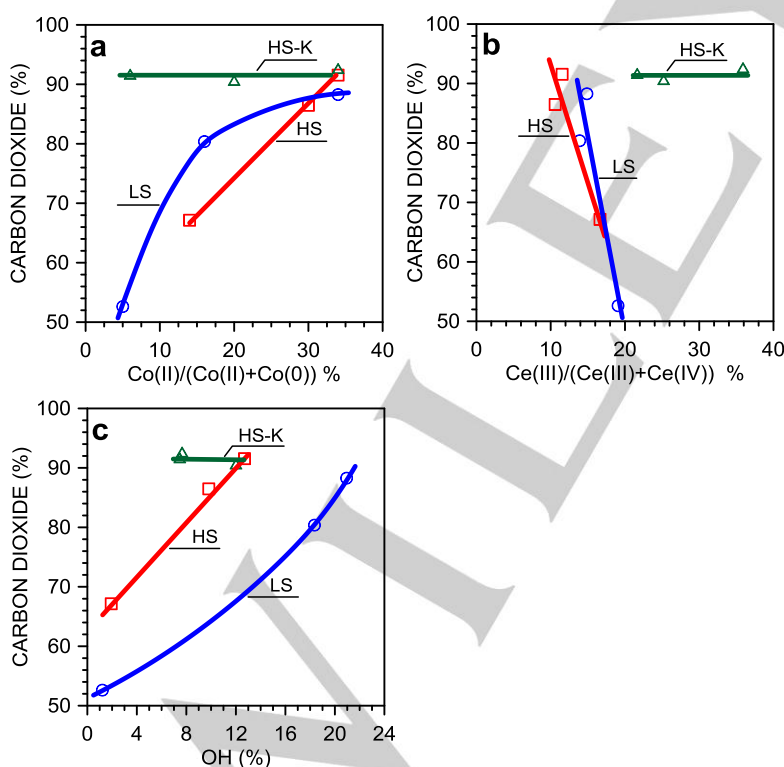 a
HS-K
HS
LS
CARBON DIOXIDE (%)
100
90
80
70
60
50
0
10
20
30
40
Co(II)/(Co(II)+Co(0)) %
b
HS-K
HS
LS
CARBON DIOXIDE (%)
100
90
80
70
60
50
0
10
20
30
40
Ce(III)/(Ce(III)+Ce(IV)) %
c
HS-K
HS
LS
CARBON DIOXIDE (%)
100
90
80
70
60
50
0
4
8
12
16
20
24
OH (%)